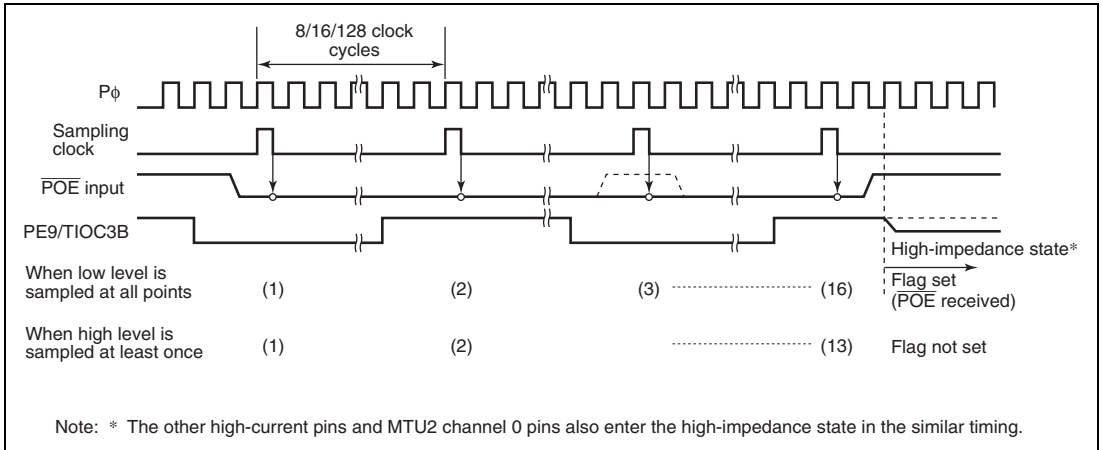 8/16/128 clock
cycles
Pϕ
Sampling
clock
POE input
PE9/TIOC3B
High-impedance state*
When low level is
sampled at all points
(1)
(2)
(3)
(16)
Flag set
(POE received)
When high level is
sampled at least once
(1)
(2)
(13)
Flag not set
Note: * The other high-current pins and MTU2 channel 0 pins also enter the high-impedance state in the similar timing.